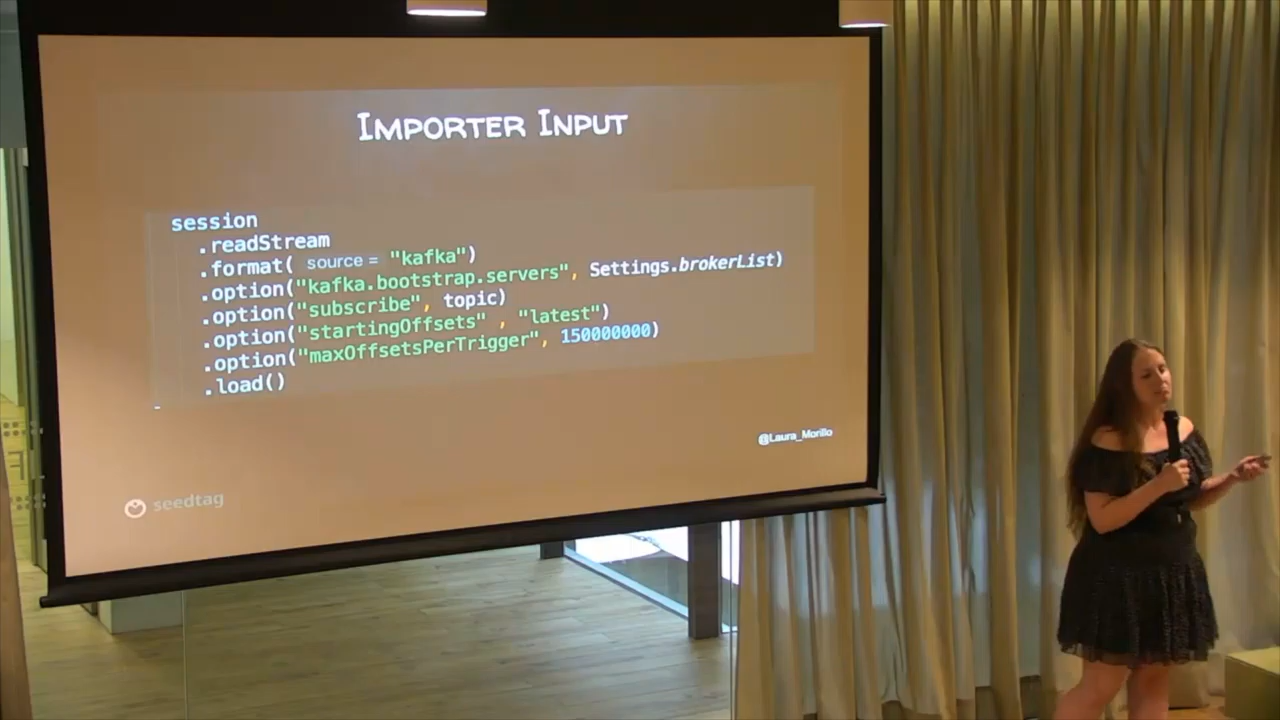 IMPORTER INPUT
session
.readStream
.format( source = "kafka")
.option("kafka.bootstrap.servers", Settings.brokerList)
.option("subscribe", topic)
.option("startingOffsets" , "latest")
.option("maxOffsetsPerTrigger", 150000000)
.load()
@Laura_Morillo
seedtag